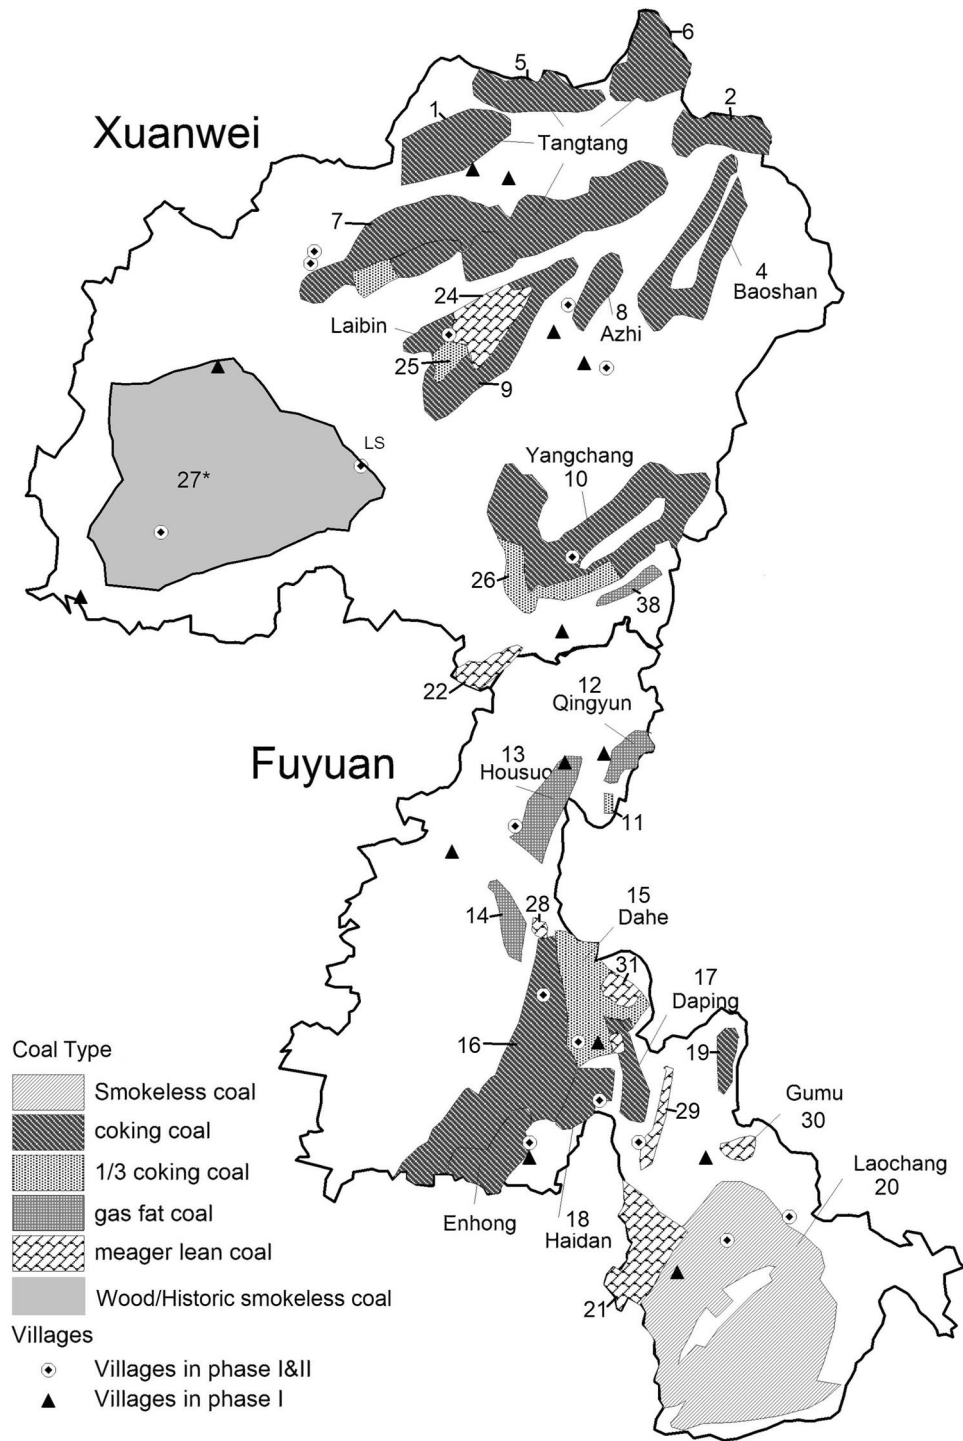 6
5
2
1
Xuanwei
Tangtang
7
4
Baoshan
24
8
Azhi
Laibin
25
9
LS
27*
Yangchang
10
26
38
22
12
Qingyun
Fuyuan
13
Housuo
11
15
Dahe
28
14
31
17
Daping
16
19
29
Gumu
30
Laochang
20
Enhong
18
Haidan
21
Coal Type
Smokeless coal
coking coal
1/3 coking coal
gas fat coal
meager lean coal
Wood/Historic smokeless coal
Villages
Villages in phase I&II
Villages in phase I